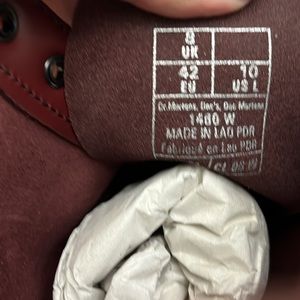 8
UK
42
EU
10
US L
Dr.Martens, Doc's, Doc Martens
1460 W
MADE IN LAO PDR
Fabriqué en Lao PDR